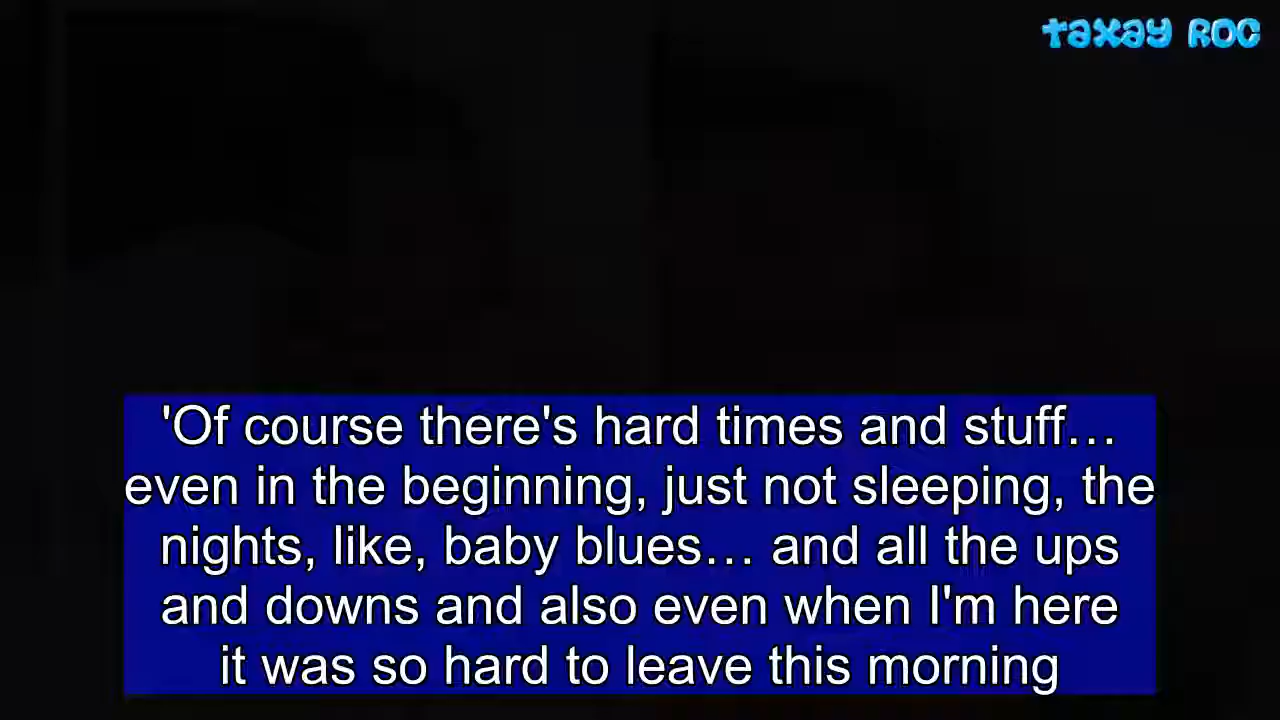 Taxay ROC
'Of course there's hard times and stuff…
even in the beginning, just not sleeping, the
nights, like, baby blues… and all the ups
and downs and also even when I'm here
it was so hard to leave this morning